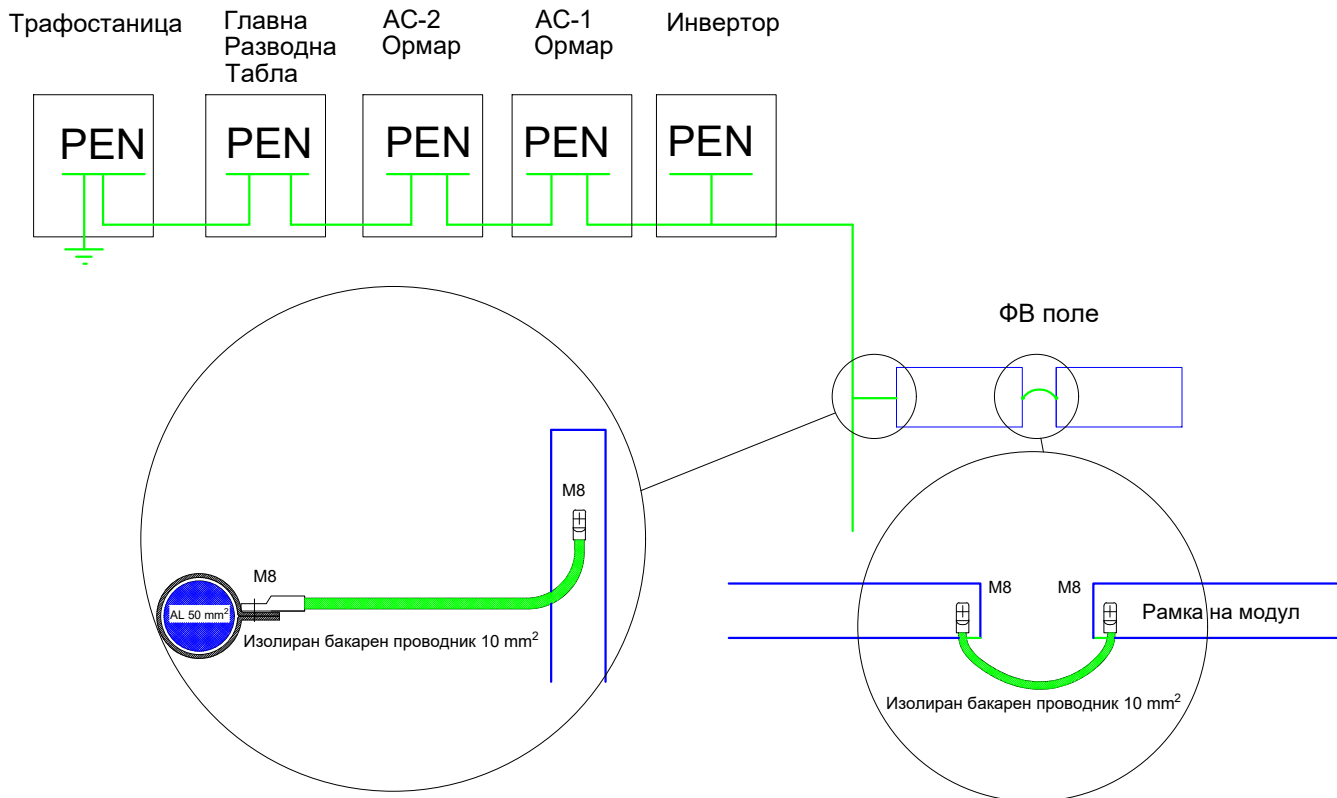 Трафостаница
Главна
Разводна
Табла
АС-2
Ормар
АС-1
Ормар
Инвертор
PEN
PEN
PEN
PEN
PEN
ФВ поле
M8
M8
AL 50 mm²
Изолиран бакарен проводник 10 mm²
M8
M8
Рамка на модул
Изолиран бакарен проводник 10 mm²